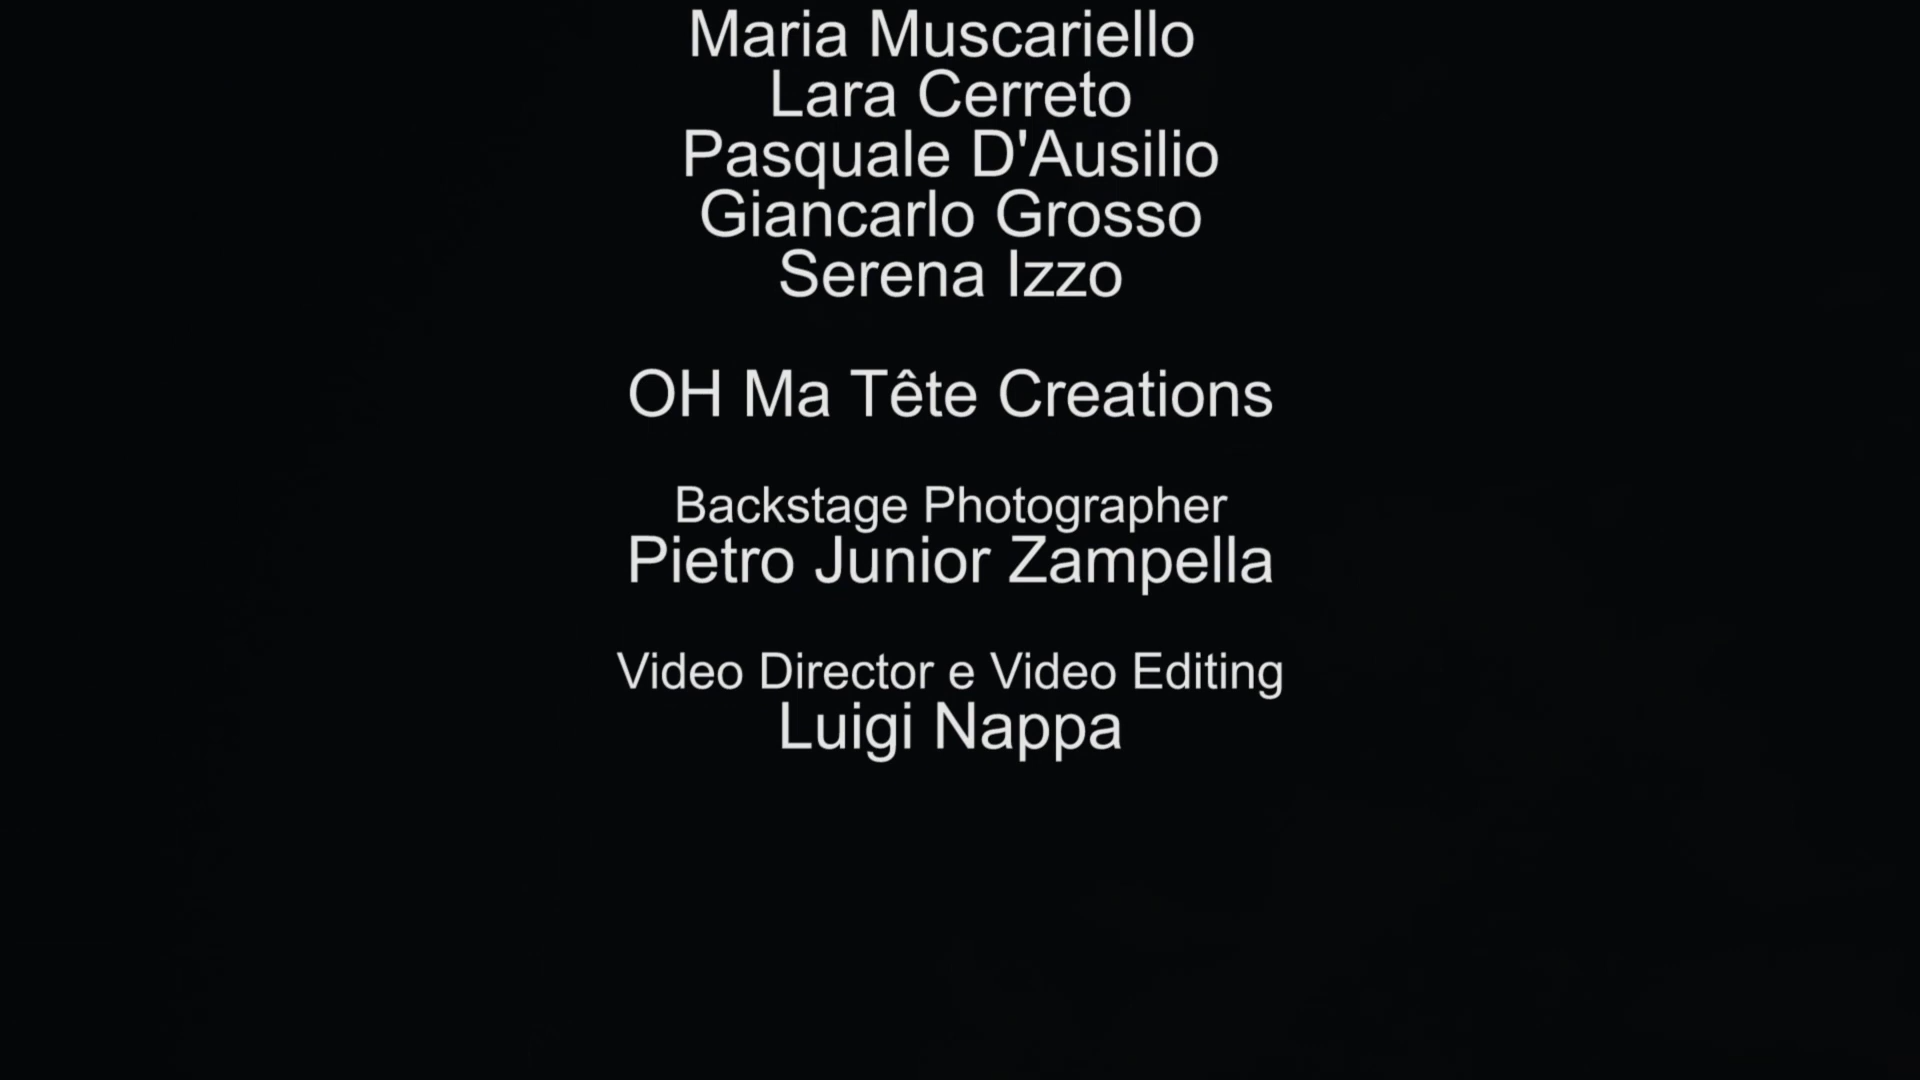 Maria Muscariello
Lara Cerreto
Pasquale D'Ausilio
Giancarlo Grosso
Serena Izzo
OH Ma Tête Creations
Backstage Photographer
Pietro Junior Zampella
Video Director e Video Editing
Luigi Nappa